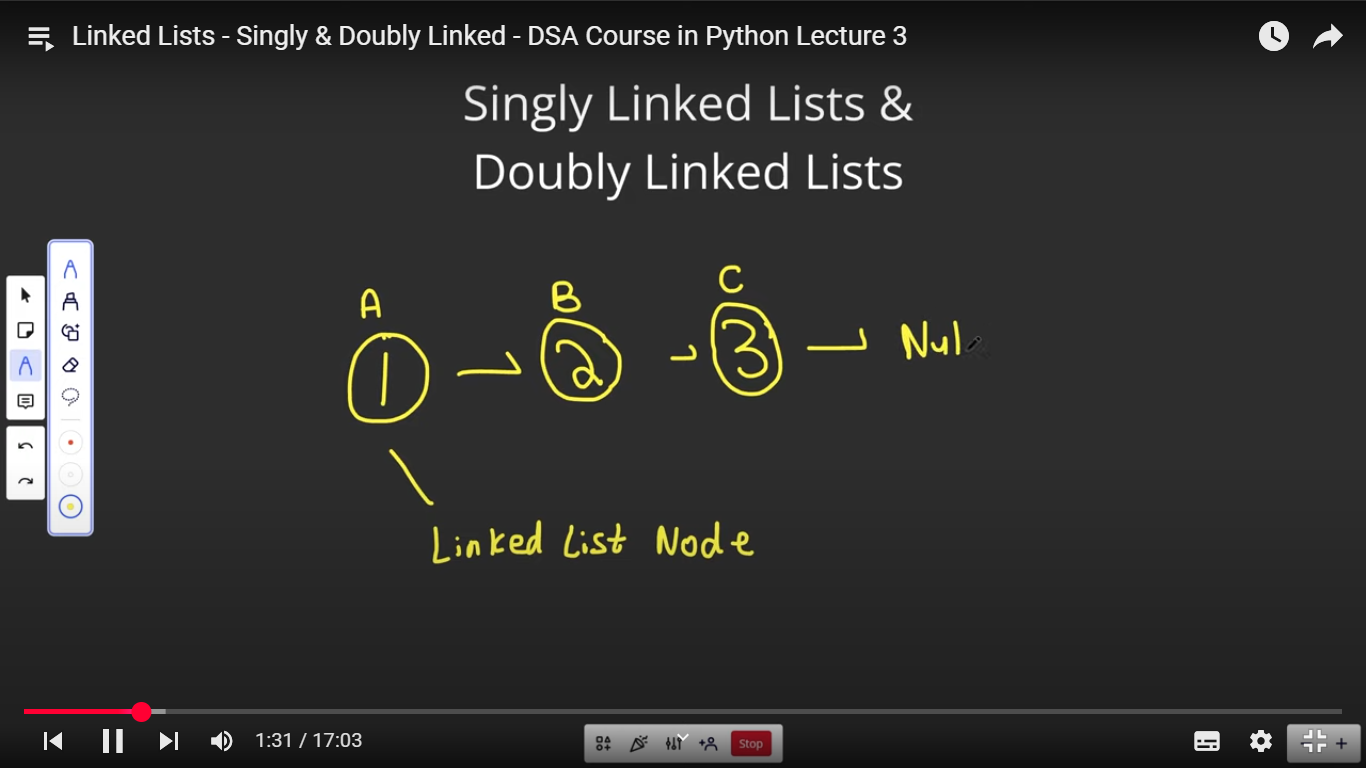 Linked Lists - Singly & Doubly Linked - DSA Course in Python Lecture 3
Singly Linked Lists &
Doubly Linked Lists
A B C
1 2 3 Nul
Linked List Node
1:31 / 17:03
Stop